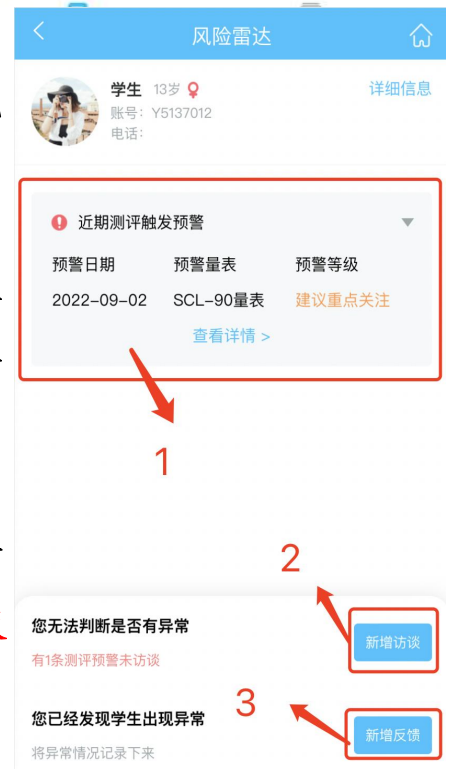 风险雷达
学生 13岁
详细信息
账号: Y5137012
电话:
近期测评触发预警
预警日期 预警量表 预警等级
2022-09-02 SCL-90量表 建议重点关注
查看详情 >
1
2
您无法判断是否有异常
新增访谈
有1条测评预警未访谈
3
您已经发现学生出现异常
新增反馈
将异常情况记录下来